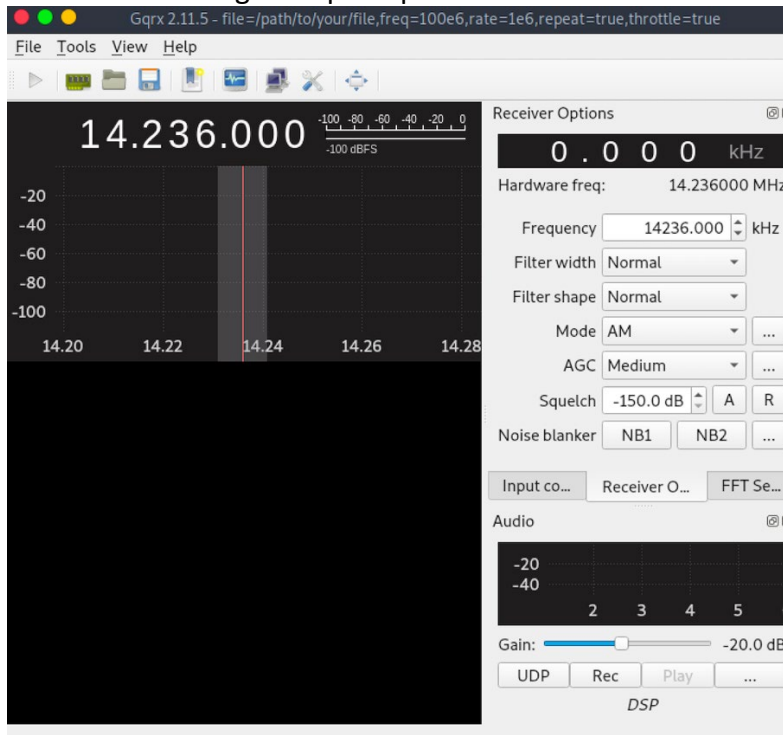 Gqrx 2.11.5 - file=/path/to/your/file,freq=100e6,rate=1e6,repeat=true,throttle=true
File Tools View Help
14.236.000
-100 -80 -60 -40 -20 0
-100 dBFS
-20
-40
-60
-80
-100
14.20 14.22 14.24 14.26 14.28
Receiver Options
0.000 kHz
Hardware freq: 14.236000 MHz
Frequency 14236.000 kHz
Filter width Normal
Filter shape Normal
Mode AM ...
AGC Medium ...
Squelch -150.0 dB A R
Noise blanker NB1 NB2 ...
Input co... Receiver O... FFT Se...
Audio
-20
-40
2 3 4 5
Gain: -20.0 dB
UDP Rec Play ...
DSP